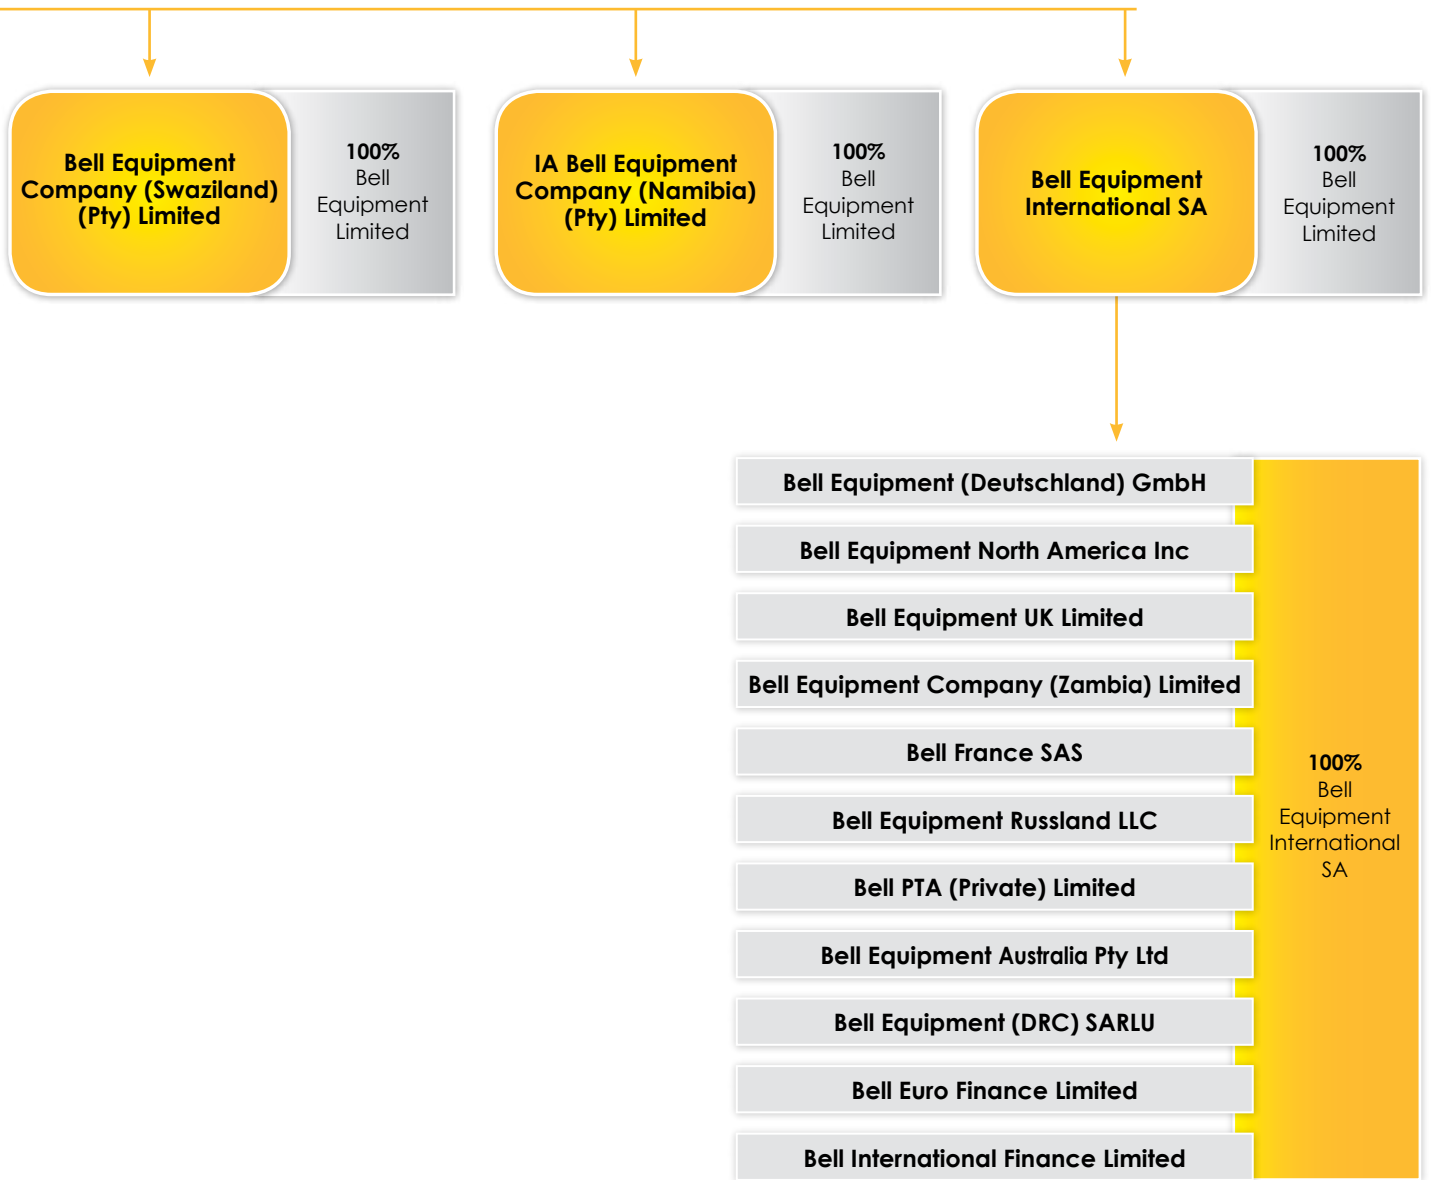 Bell Equipment
Company (Swaziland)
(Pty) Limited
100%
Bell
Equipment
Limited
IA Bell Equipment
Company (Namibia)
(Pty) Limited
100%
Bell
Equipment
Limited
Bell Equipment
International SA
100%
Bell
Equipment
Limited
Bell Equipment (Deutschland) GmbH
Bell Equipment North America Inc
Bell Equipment UK Limited
Bell Equipment Company (Zambia) Limited
Bell France SAS
Bell Equipment Russland LLC
Bell PTA (Private) Limited
Bell Equipment Australia Pty Ltd
Bell Equipment (DRC) SARLU
Bell Euro Finance Limited
Bell International Finance Limited
100%
Bell
Equipment
International
SA